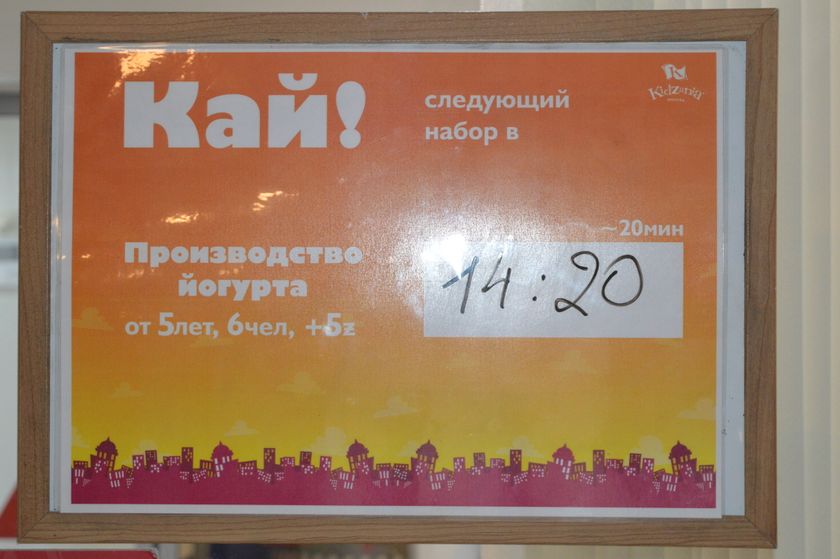 Кай!
следующий
набор в
KidZania
~20мин
Производство
йогурта
14:20
от 5лет, 6чел, +5z